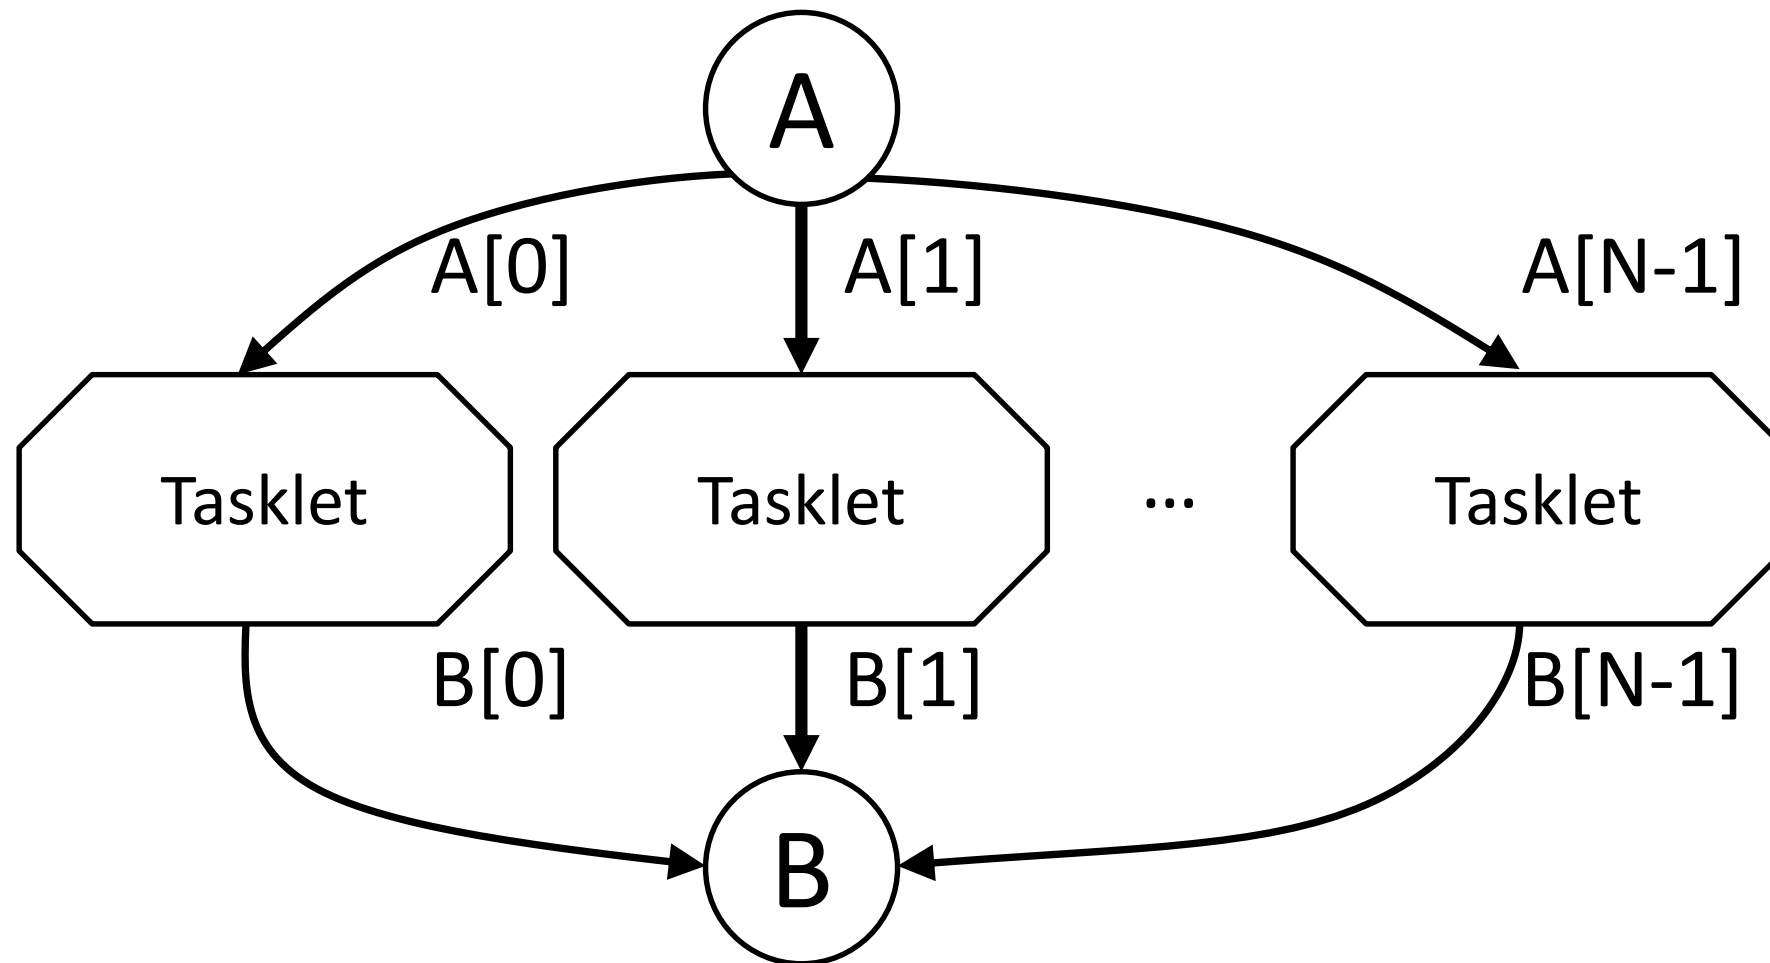 A
A[0] A[1] A[N-1]
Tasklet Tasklet ... Tasklet
B[0] B[1] B[N-1]
B